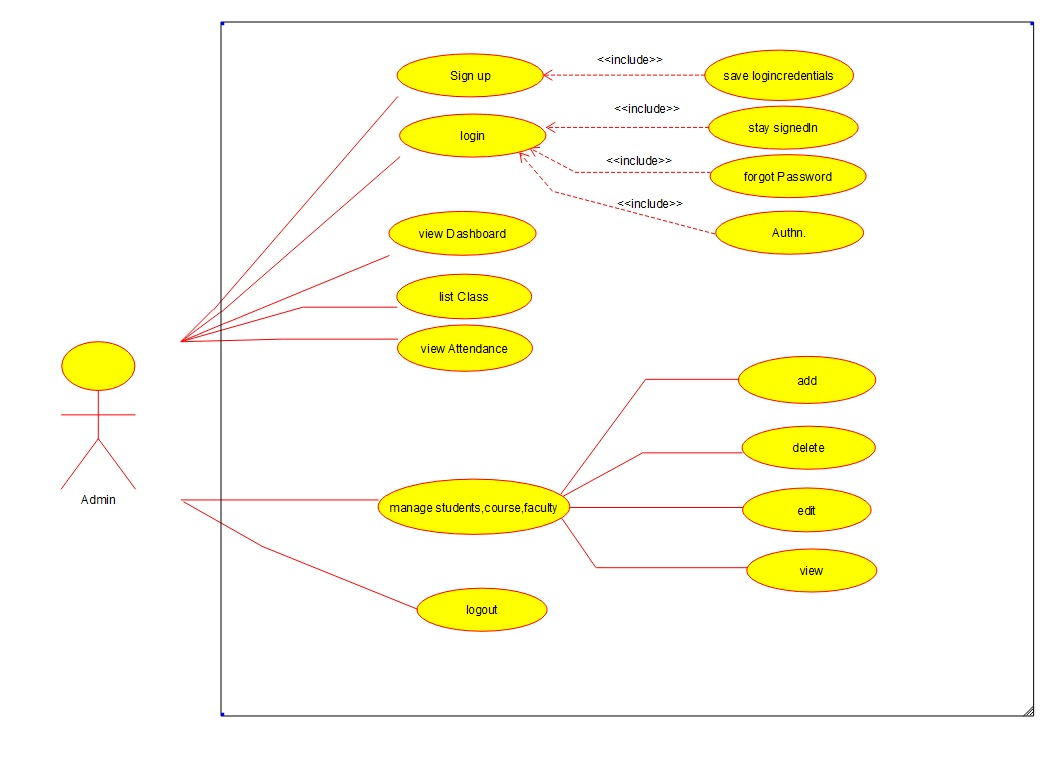 Sign up
<<include>>
save logincredentials
login
<<include>>
stay signedIn
<<include>>
forgot Password
<<include>>
Authn.
view Dashboard
list Class
view Attendance
add
delete
Admin
manage students,course,faculty
edit
view
logout